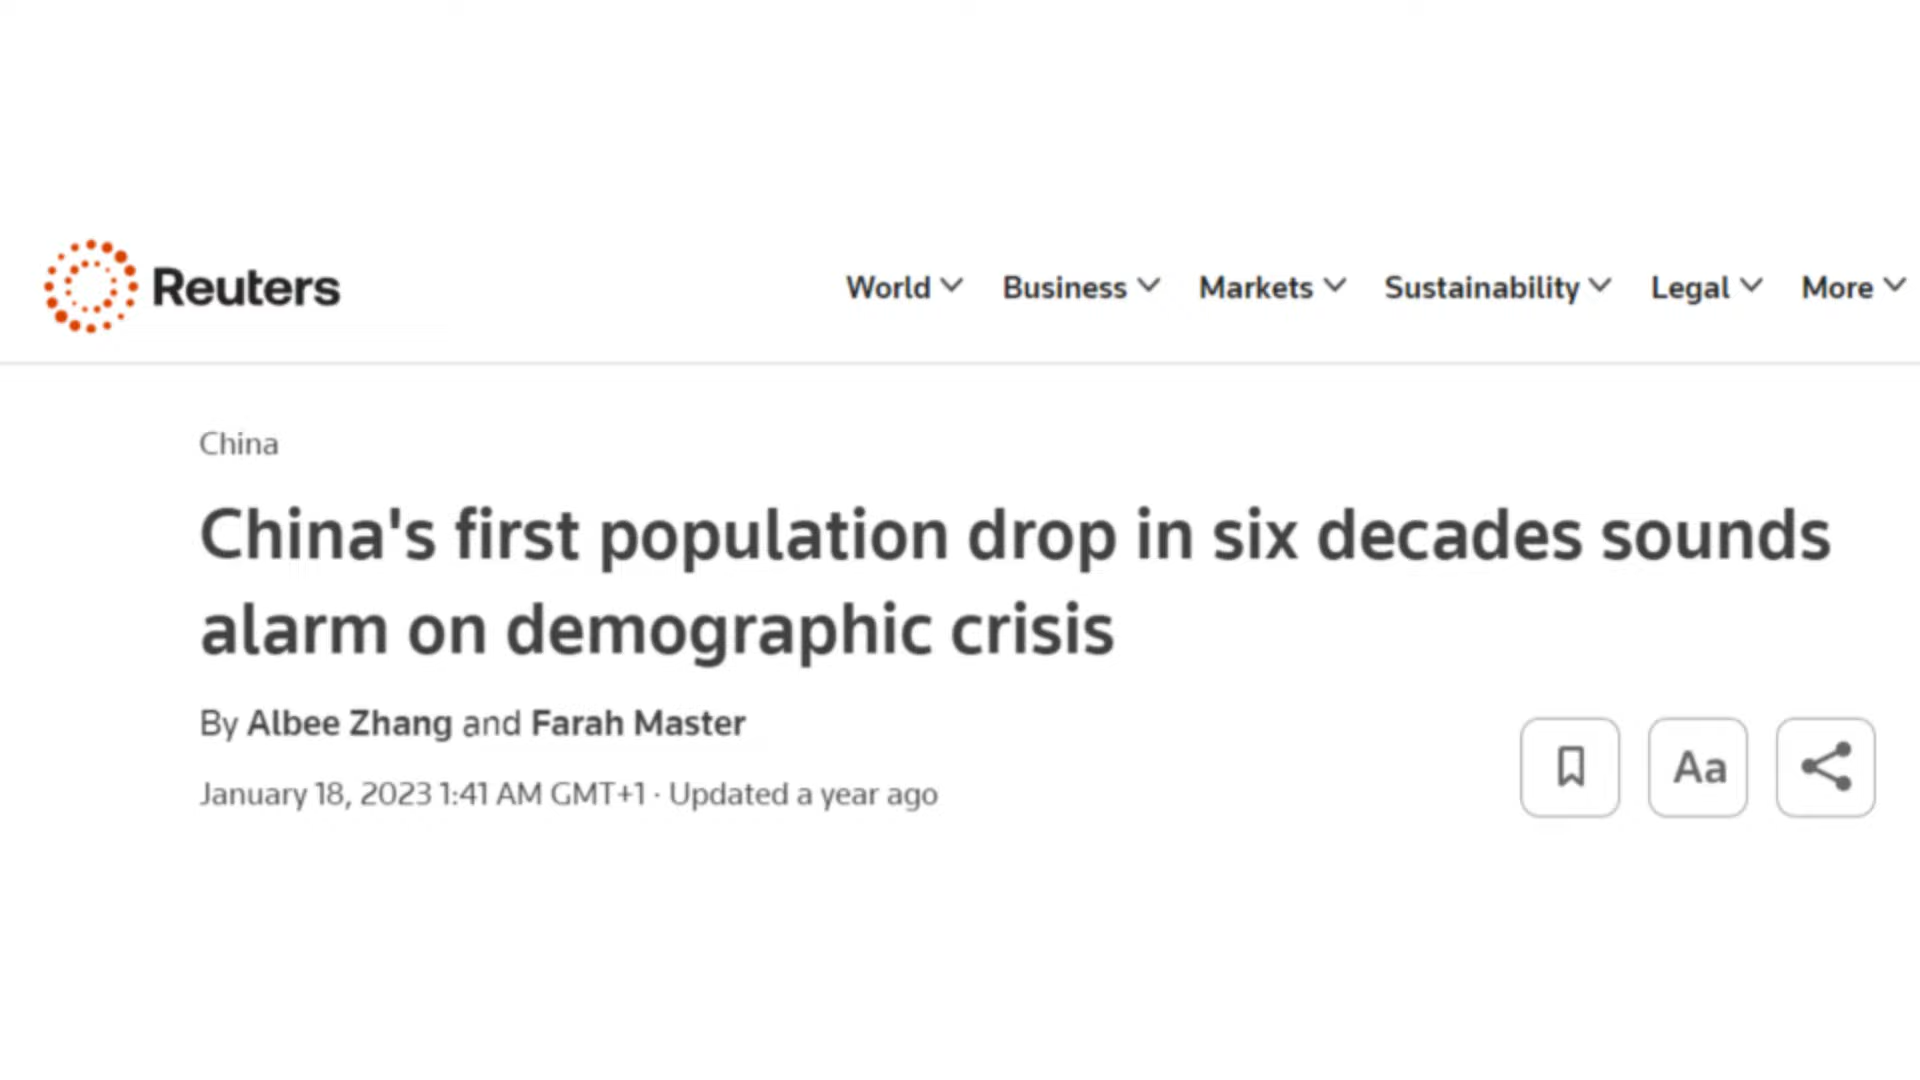 Reuters
World Business Markets Sustainability Legal More
China
China's first population drop in six decades sounds
alarm on demographic crisis
By Albee Zhang and Farah Master
January 18, 2023 1:41 AM GMT+1 · Updated a year ago
Aa